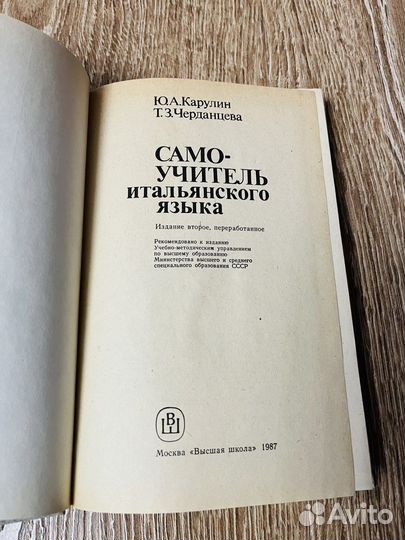 Ю.А.Карулин
Т.З.Черданцева
САМО-
УЧИТЕЛЬ
итальянского
языка
Издание второе, переработанное
Рекомендовано к изданию
Учебно-методическим управлением
по высшему образованию
Министерства высшего и среднего
специального образования СССР
ВШ
Москва «Высшая школа» 1987
Avito